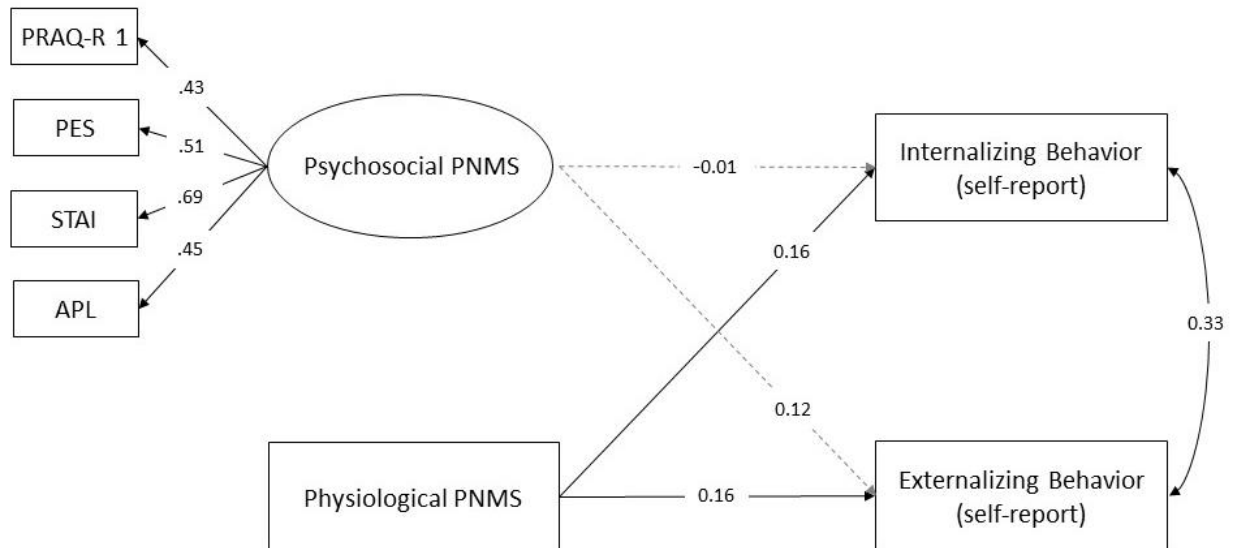 PRAQ-R 1
.43
PES
.51
STAI
.69
APL
.45
Psychosocial PNMS
-0.01
Internalizing Behavior
(self-report)
0.16
0.33
0.12
Physiological PNMS
0.16
Externalizing Behavior
(self-report)